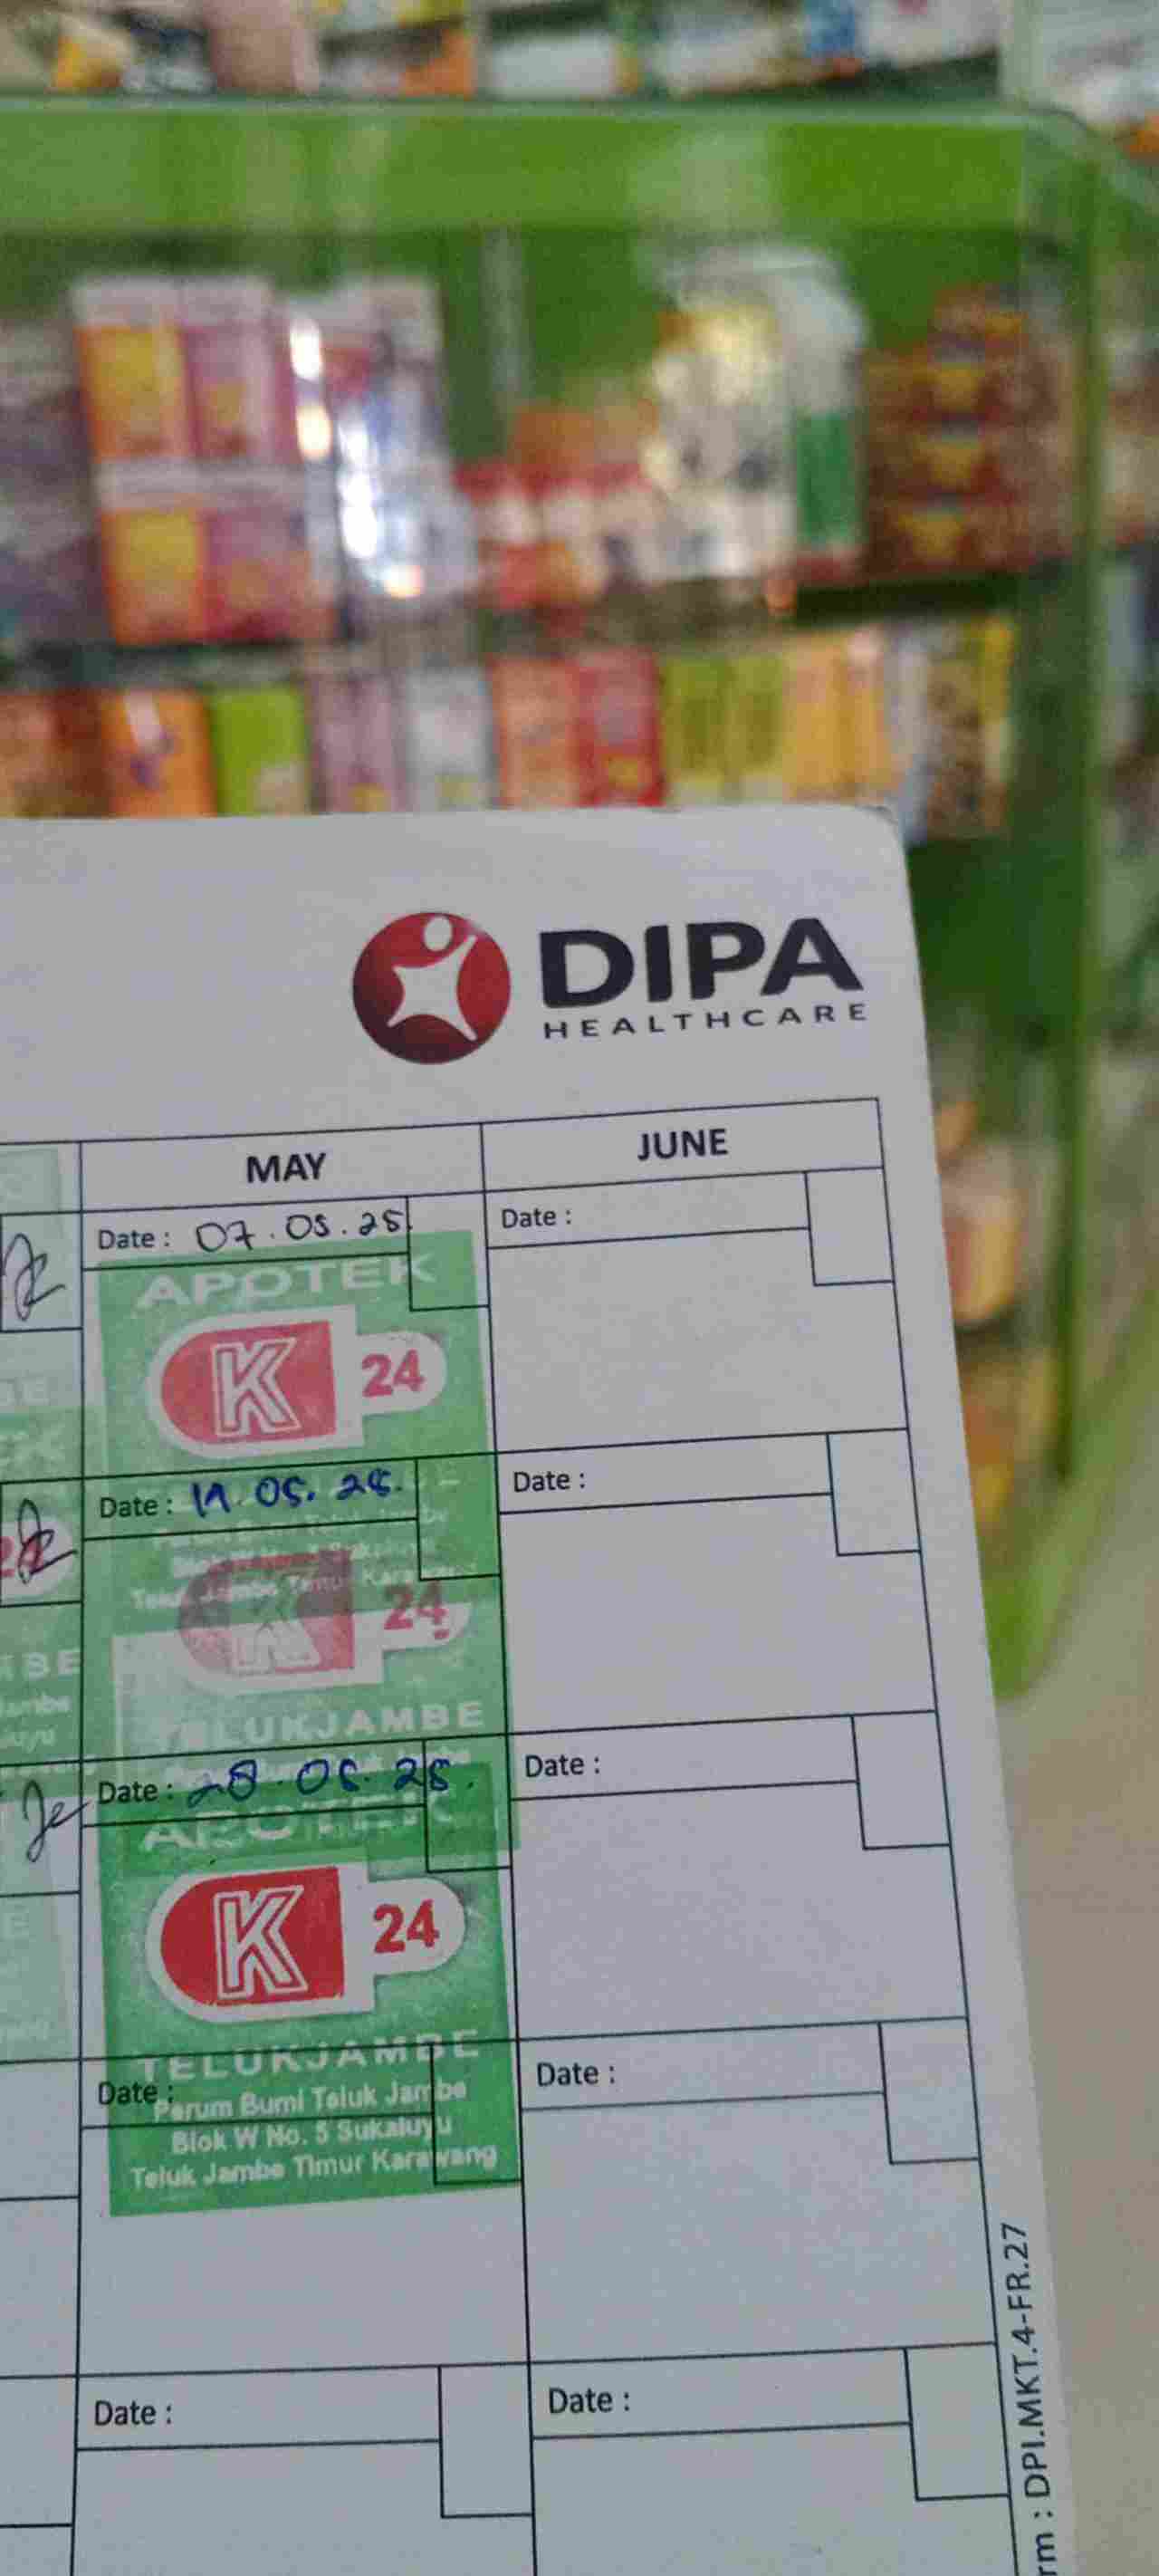 DIPA
HEALTHCARE
MAY
JUNE
Date : 07.05.25
Date :
APOTEK
K 24
Date : 05. 25.
Date :
K 24
TELUKJAMBE
Date : 28.05.25.
Date :
APOTEK
K 24
TELUKJAMBE
Date :
Date :
Perum Bumi Teluk Jambe
Blok W No. 5 Sukaluyu
Teluk Jambe Timur Karawang
Date :
Date :
rm : DPI.MKT.4-FR.27